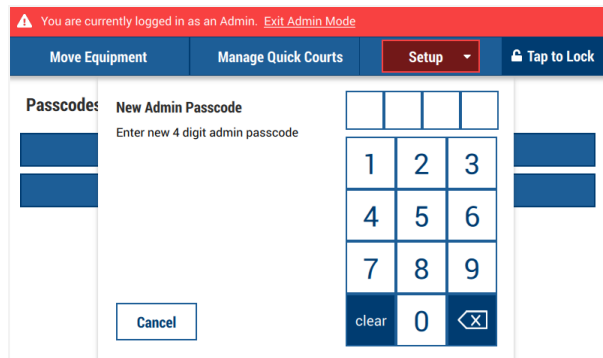 You are currently logged in as an Admin. Exit Admin Mode
Move Equipment Manage Quick Courts Setup Tap to Lock
Passcodes
New Admin Passcode
Enter new 4 digit admin passcode
1 2 3
4 5 6
7 8 9
Cancel clear 0